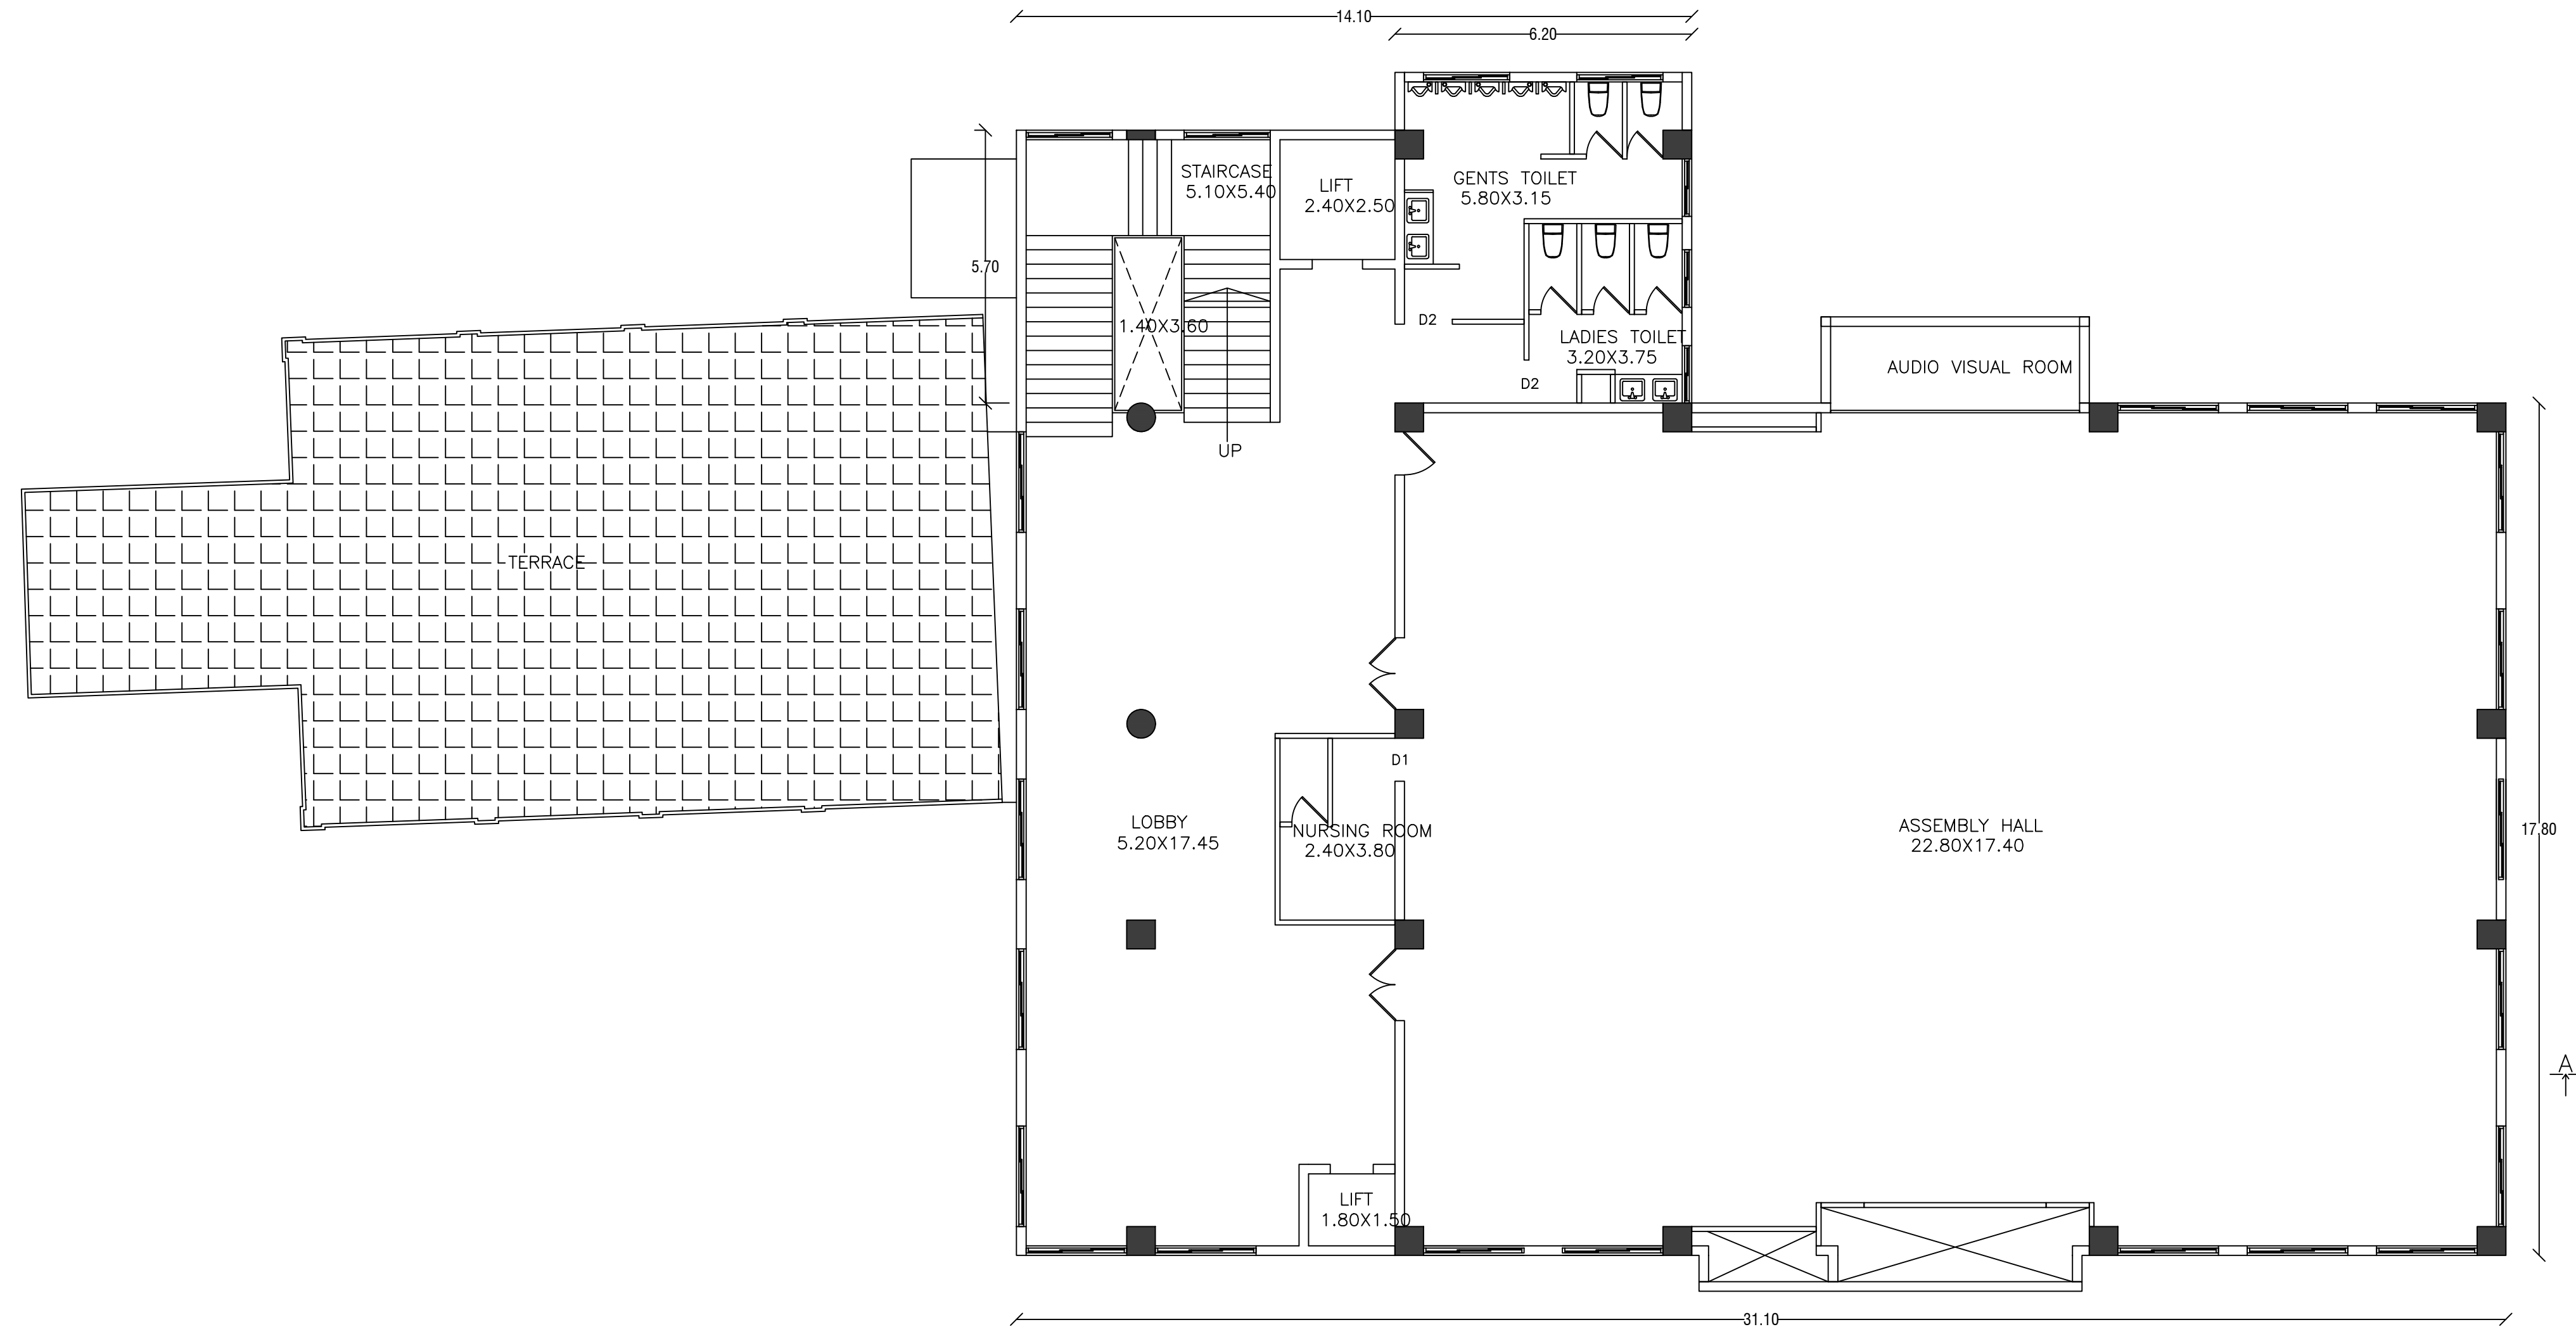 14.10
6.20
STAIRCASE
5.10X5.40
LIFT
2.40X2.50
GENTS TOILET
5.80X3.15
5.70
1.40X3.60
D2
LADIES TOILET
3.20X3.75
D2
AUDIO VISUAL ROOM
UP
TERRACE
D1
LOBBY
5.20X17.45
NURSING ROOM
2.40X3.80
ASSEMBLY HALL
22.80X17.40
17.80
A
LIFT
1.80X1.50
31.10